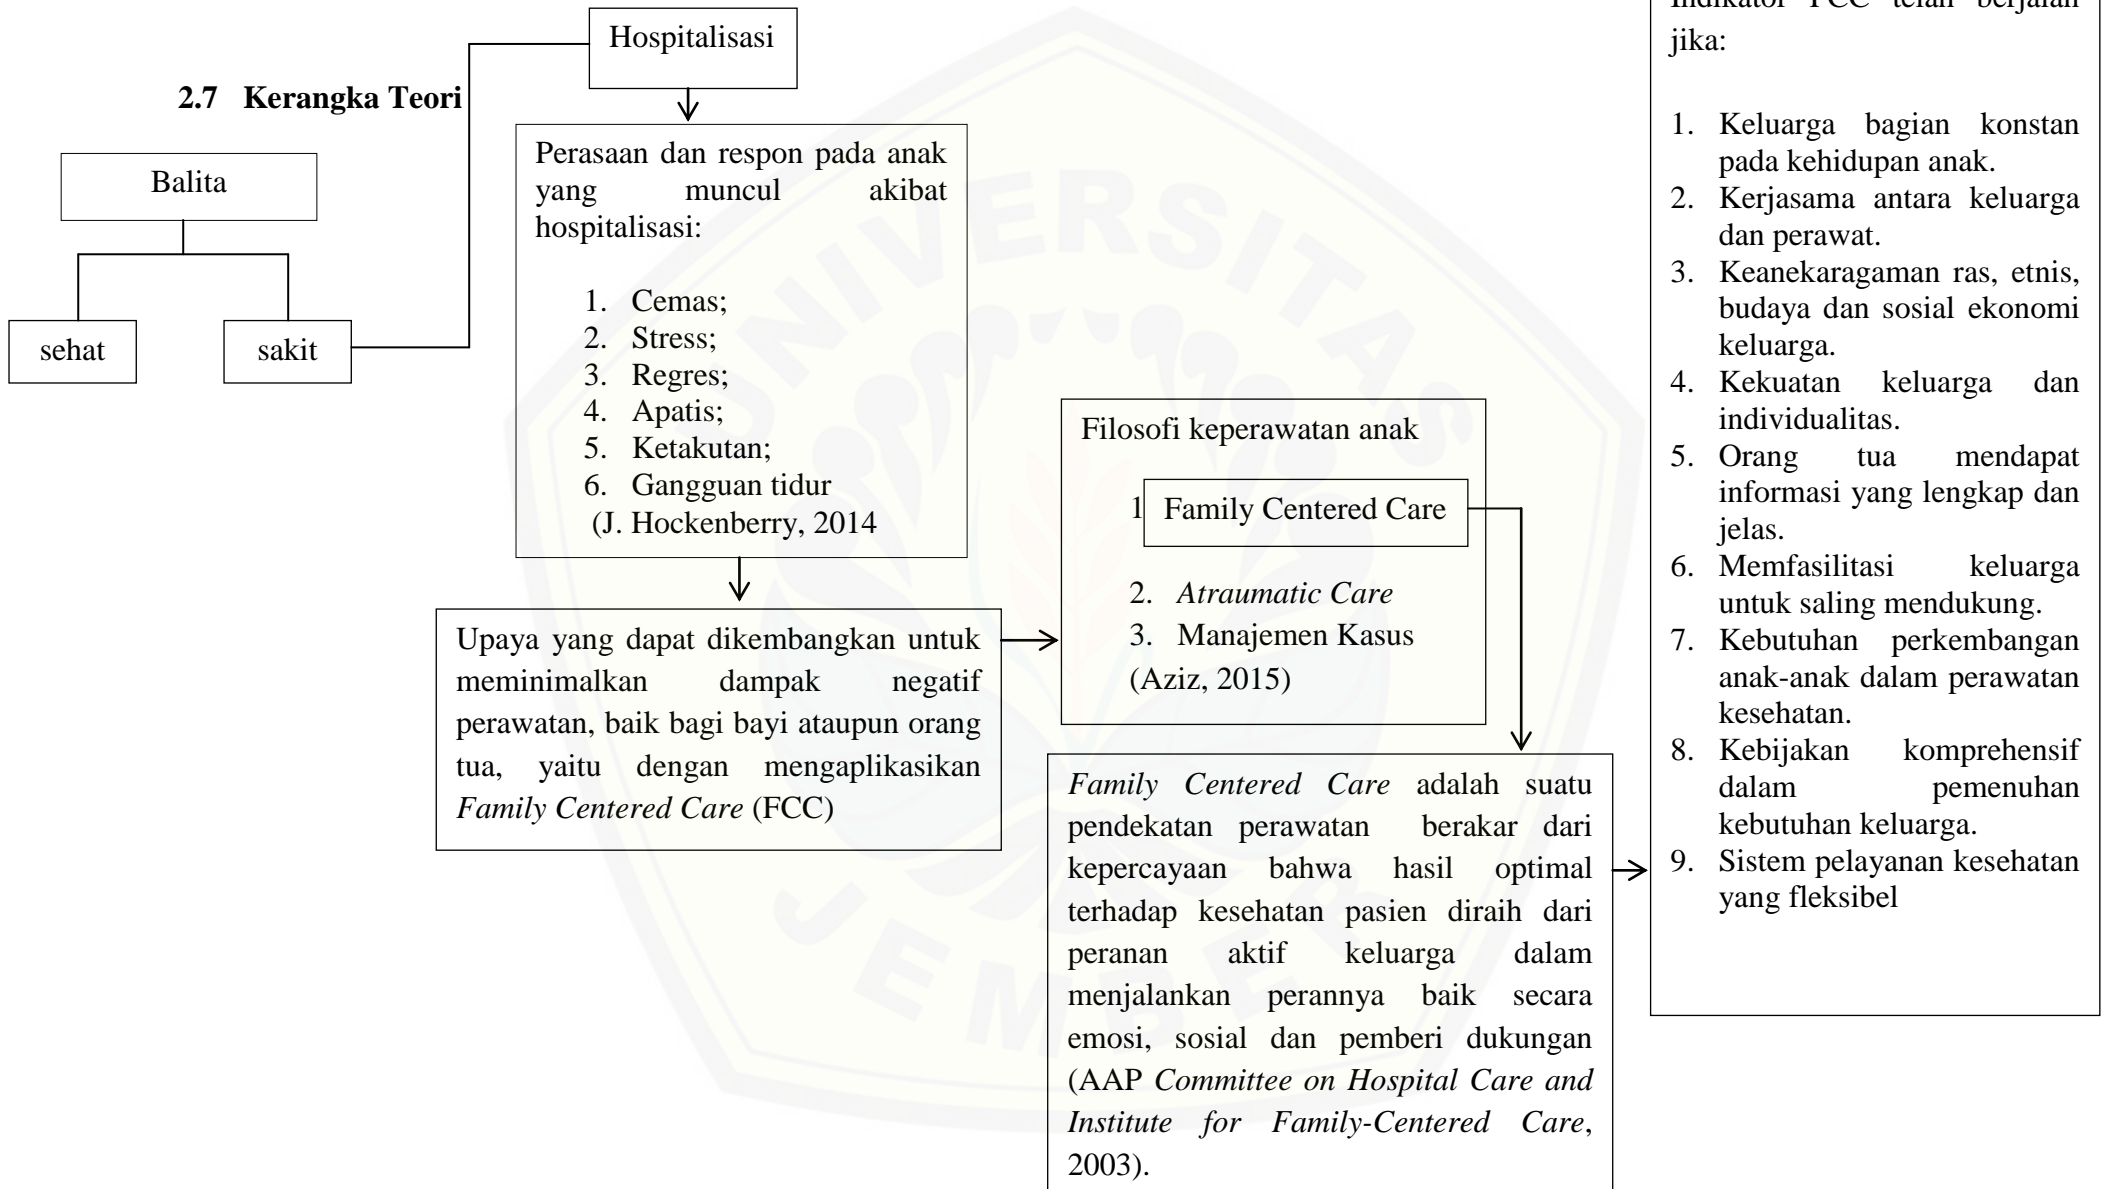 Hospitalisasi
2.7 Kerangka Teori
Balita
sehat
sakit
Perasaan dan respon pada anak
yang muncul akibat
hospitalisasi:
1. Cemas;
2. Stress;
3. Regres;
4. Apatis;
5. Ketakutan;
6. Gangguan tidur
(J. Hockenberry, 2014
Upaya yang dapat dikembangkan untuk
meminimalkan dampak negatif
perawatan, baik bagi bayi ataupun orang
tua, yaitu dengan mengaplikasikan
Family Centered Care (FCC)
Filosofi keperawatan anak
1 Family Centered Care
2. Atraumatic Care
3. Manajemen Kasus
(Aziz, 2015)
Family Centered Care adalah suatu
pendekatan perawatan berakar dari
kepercayaan bahwa hasil optimal
terhadap kesehatan pasien diraih dari
peranan aktif keluarga dalam
menjalankan perannya baik secara
emosi, sosial dan pemberi dukungan
(AAP Committee on Hospital Care and
Institute for Family-Centered Care,
2003).
Indikator FCC telah berjalan
jika:
1. Keluarga bagian konstan
pada kehidupan anak.
2. Kerjasama antara keluarga
dan perawat.
3. Keanekaragaman ras, etnis,
budaya dan sosial ekonomi
keluarga.
4. Kekuatan keluarga dan
individualitas.
5. Orang tua mendapat
informasi yang lengkap dan
jelas.
6. Memfasilitasi keluarga
untuk saling mendukung.
7. Kebutuhan perkembangan
anak-anak dalam perawatan
kesehatan.
8. Kebijakan komprehensif
dalam pemenuhan
kebutuhan keluarga.
9. Sistem pelayanan kesehatan
yang fleksibel
UNIVERSITAS
JEMBER